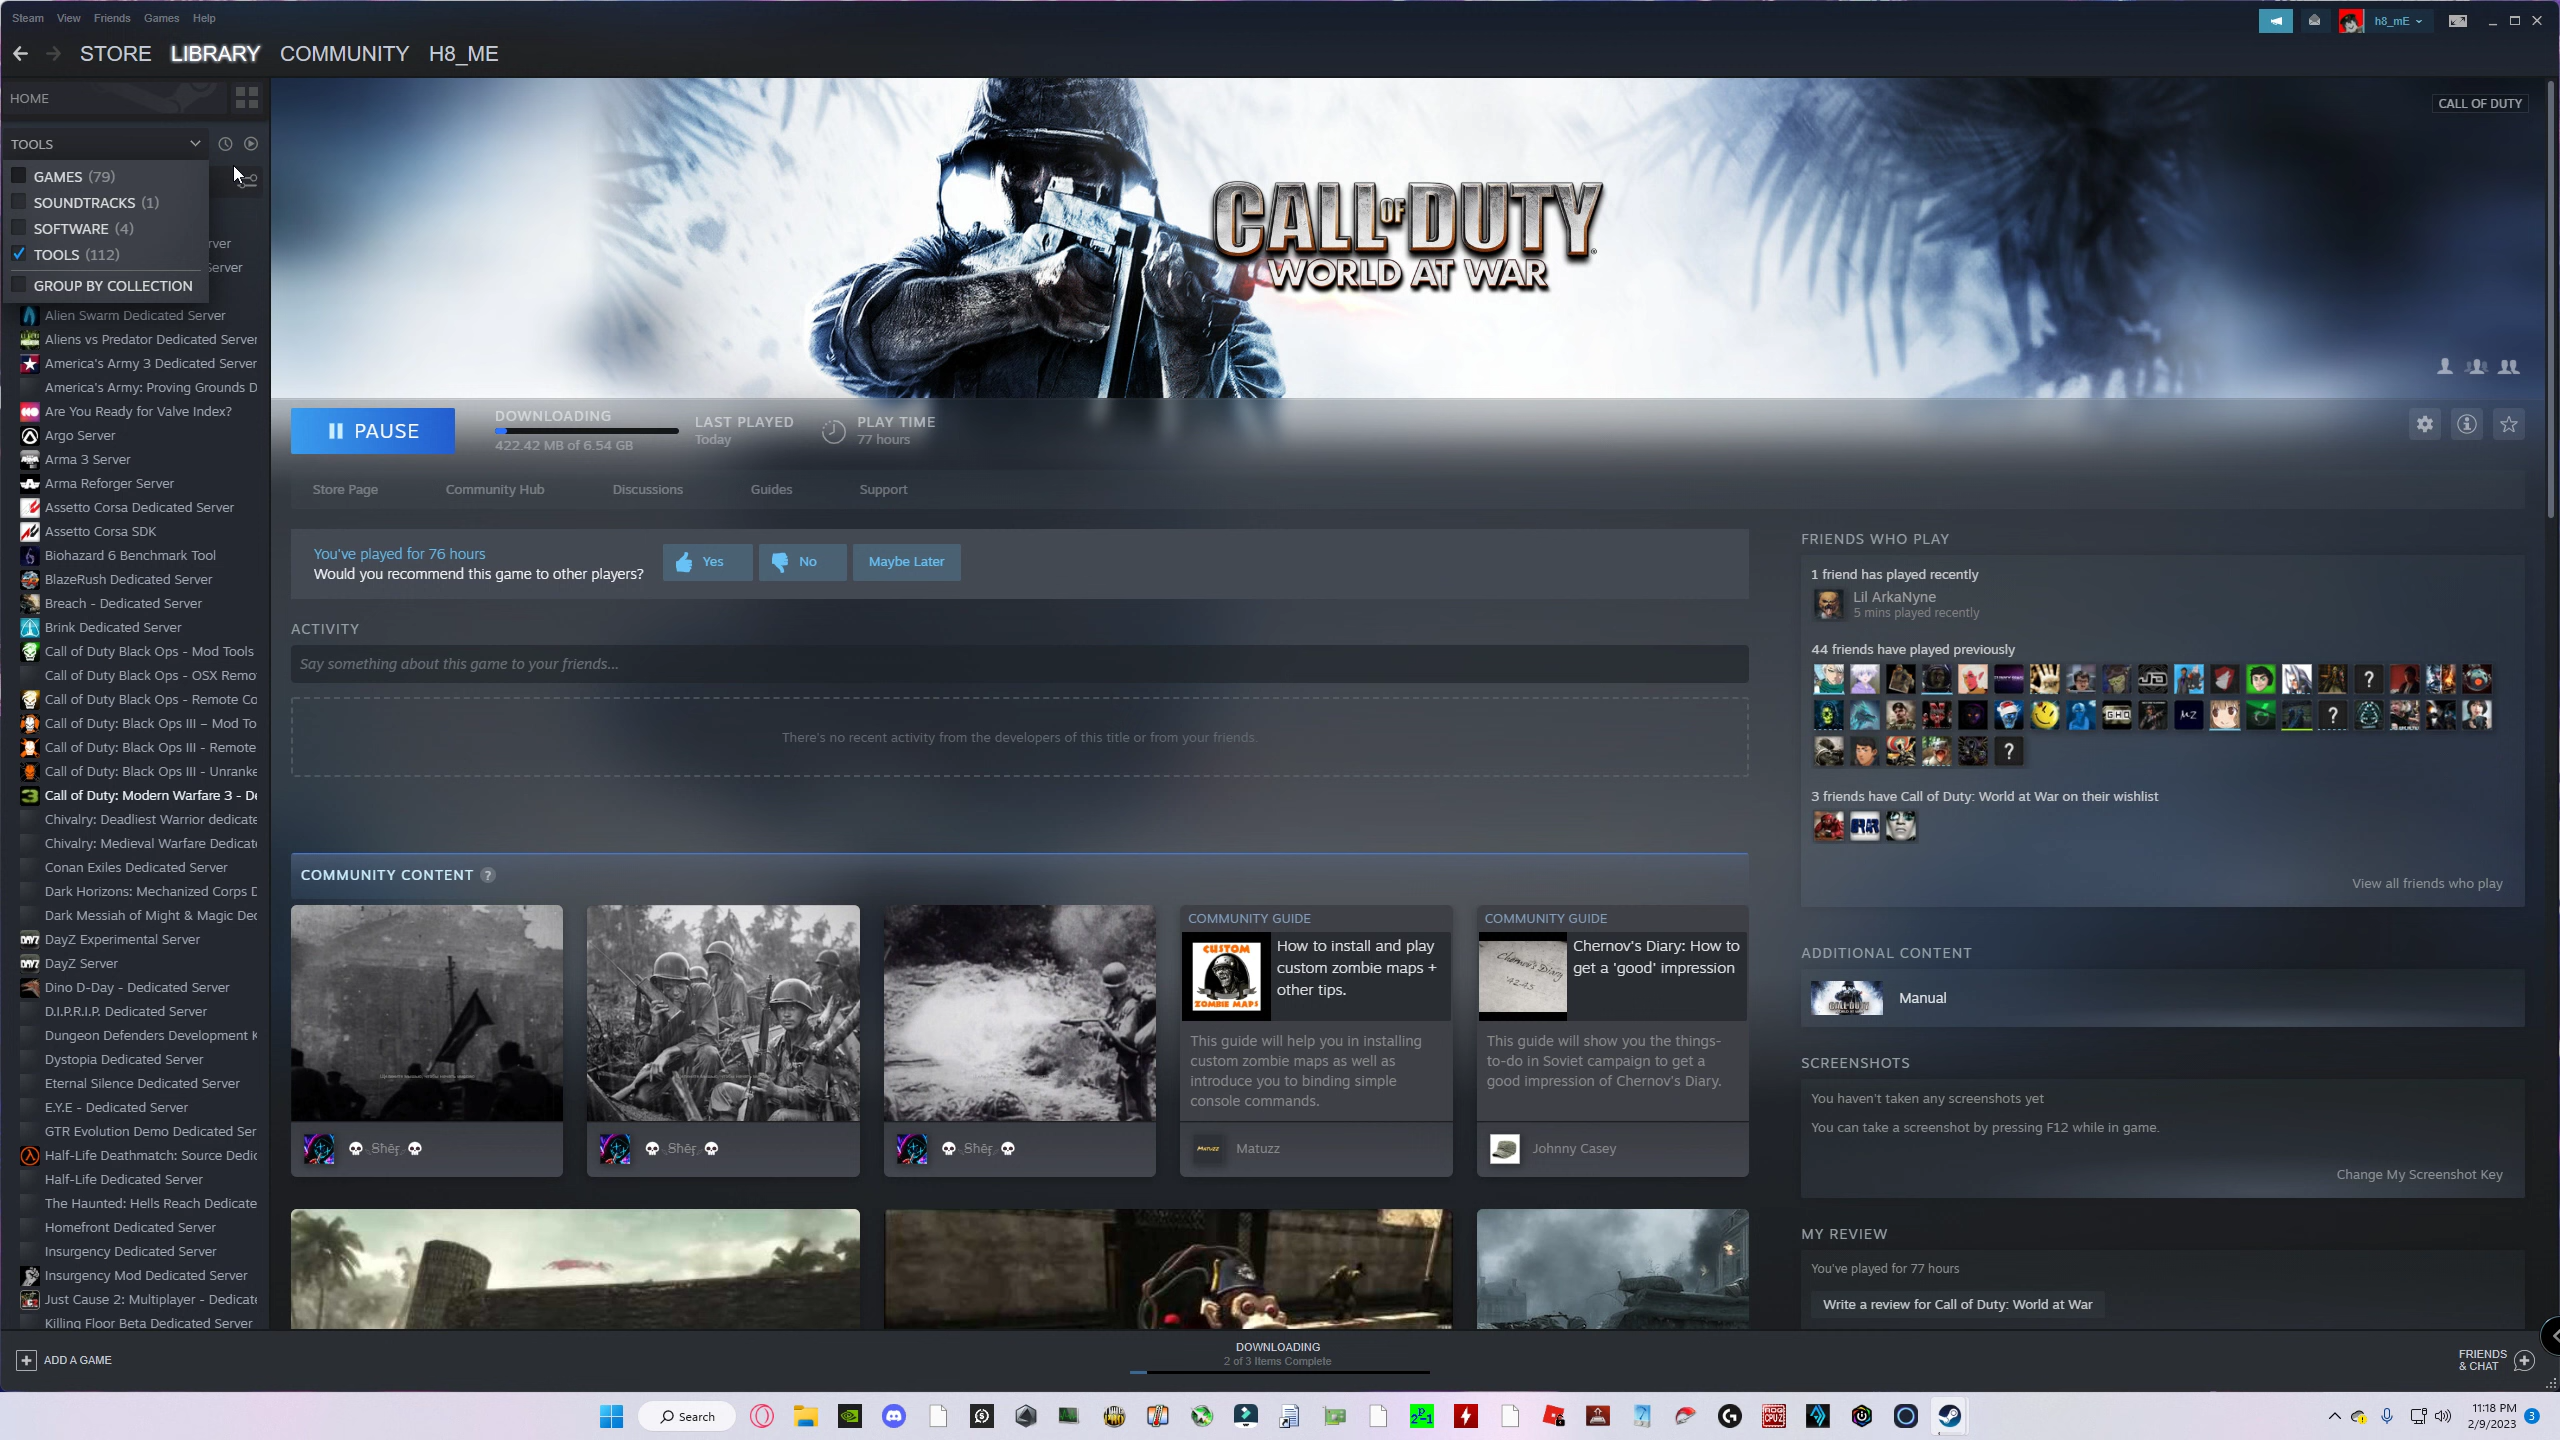 Steam View Friends Games Help
h8_mE
STORE LIBRARY COMMUNITY H8_ME
HOME
TOOLS
GAMES (79)
SOUNDTRACKS (1)
SOFTWARE (4)
TOOLS (112)
GROUP BY COLLECTION
Alien Swarm Dedicated Server
Aliens vs Predator Dedicated Server
America's Army 3 Dedicated Server
America's Army: Proving Grounds D
Are You Ready for Valve Index?
Argo Server
Arma 3 Server
Arma Reforger Server
Assetto Corsa Dedicated Server
Assetto Corsa SDK
Biohazard 6 Benchmark Tool
BlazeRush Dedicated Server
Breach - Dedicated Server
Brink Dedicated Server
Call of Duty Black Ops - Mod Tools
Call of Duty Black Ops - OSX Remo
Call of Duty Black Ops - Remote Co
Call of Duty: Black Ops III – Mod To
Call of Duty: Black Ops III - Remote
Call of Duty: Black Ops III - Unranke
Call of Duty: Modern Warfare 3 - De
Chivalry: Deadliest Warrior dedicate
Chivalry: Medieval Warfare Dedicat
Conan Exiles Dedicated Server
Dark Horizons: Mechanized Corps D
Dark Messiah of Might & Magic Dec
DayZ Experimental Server
DayZ Server
Dino D-Day - Dedicated Server
D.I.P.R.I.P. Dedicated Server
Dungeon Defenders Development K
Dystopia Dedicated Server
Eternal Silence Dedicated Server
E.Y.E - Dedicated Server
GTR Evolution Demo Dedicated Ser
Half-Life Deathmatch: Source Dedic
Half-Life Dedicated Server
The Haunted: Hells Reach Dedicate
Homefront Dedicated Server
Insurgency Dedicated Server
Insurgency Mod Dedicated Server
Just Cause 2: Multiplayer - Dedicate
Killing Floor Beta Dedicated Server
CALL OF DUTY
CALL OF DUTY
WORLD AT WAR
PAUSE
DOWNLOADING
422.42 MB of 6.54 GB
LAST PLAYED
Today
PLAY TIME
77 hours
Store Page Community Hub Discussions Guides Support
You've played for 76 hours
Would you recommend this game to other players?
Yes No Maybe Later
ACTIVITY
Say something about this game to your friends...
There's no recent activity from the developers of this title or from your friends.
COMMUNITY CONTENT ?
COMMUNITY GUIDE
CUSTOM
ZOMBIE MAPS
How to install and play
custom zombie maps +
other tips.
This guide will help you in installing
custom zombie maps as well as
introduce you to binding simple
console commands.
Matuzz
COMMUNITY GUIDE
Chernov's Diary: How to
get a 'good' impression
This guide will show you the things-
to-do in Soviet campaign to get a
good impression of Chernov's Diary.
Johnny Casey
FRIENDS WHO PLAY
1 friend has played recently
Lil ArkaNyne
5 mins played recently
44 friends have played previously
3 friends have Call of Duty: World at War on their wishlist
View all friends who play
ADDITIONAL CONTENT
Manual
SCREENSHOTS
You haven't taken any screenshots yet
You can take a screenshot by pressing F12 while in game.
Change My Screenshot Key
MY REVIEW
You've played for 77 hours
Write a review for Call of Duty: World at War
ADD A GAME
DOWNLOADING
2 of 3 Items Complete
FRIENDS
& CHAT
Search
11:18 PM
2/9/2023
3